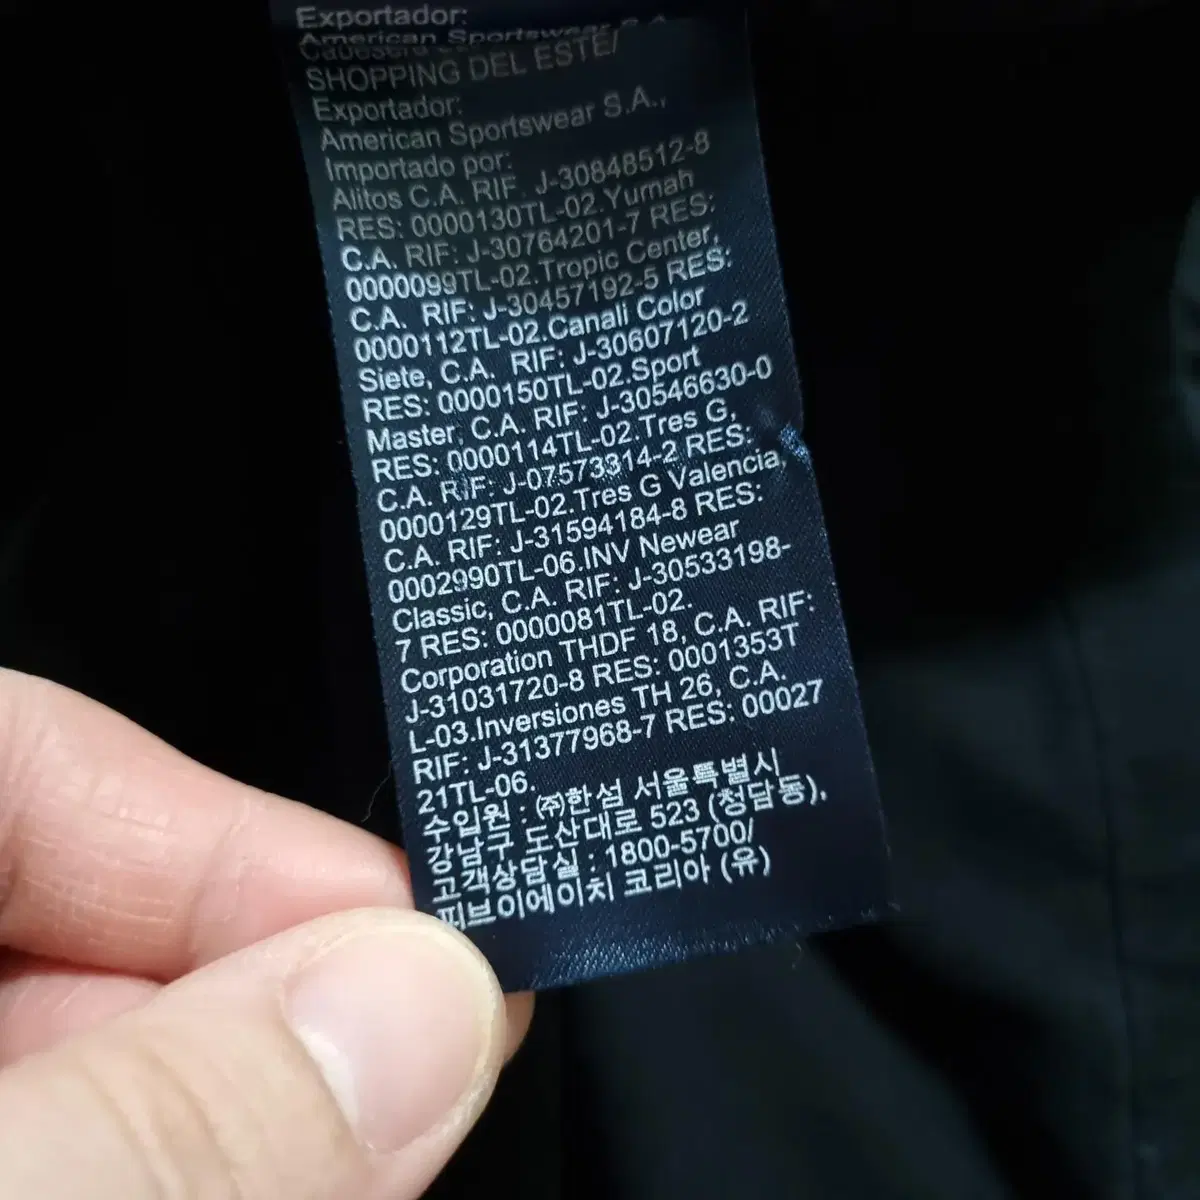 Exportador:
American Sportswear S.A.
SHOPPING DEL ESTE/
Exportador:
American Sportswear S.A.,
Importado por:
Alitos C.A. RIF. J-30848512-8
RES: 0000130TL-02.Yumah
C.A. RIF: J-30764201-7 RES:
0000099TL-02.Tropic Center,
C.A. RIF: J-30457192-5 RES:
0000112TL-02.Canali Color
Siete, C.A. RIF: J-30607120-2
RES: 0000150TL-02.Sport
Master, C.A. RIF: J-30546630-0
RES: 0000114TL-02.Tres G,
C.A. RIF: J-07573314-2 RES:
0000129TL-02.Tres G Valencia,
C.A. RIF: J-31594184-8 RES:
0002990TL-06.INV Newear
Classic, C.A. RIF: J-30533198-
7 RES: 0000081TL-02.
Corporation THDF 18, C.A. RIF:
J-31031720-8 RES: 0001353T
L-03.Inversiones TH 26, C.A.
RIF: J-31377968-7 RES: 00027
21TL-06.
수입원 : ㈜한섬 서울특별시
강남구 도산대로 523 (청담동),
고객상담실 : 1800-5700/
피브이에이치 코리아 (유)